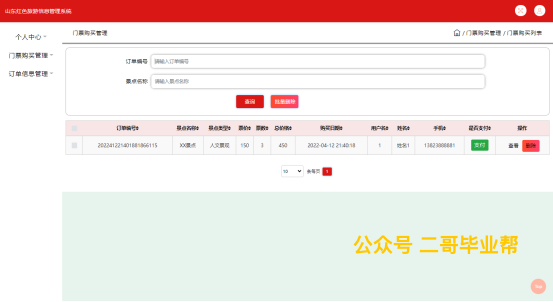 山东红色旅游信息管理系统
个人中心
门票购买管理
订单信息管理
门票购买管理
/ 门票购买管理 / 门票购买列表
订单编号 请输入订单编号
景点名称 请输入景点名称
查询 批量删除
订单编号 景点名称 景点类型 票价 票数 总价格 购买日期 用户名 姓名 手机 是否支付 操作
202241221401881866115 XX景点 人文景观 150 3 450 2022-04-12 21:40:18 1 姓名1 13823888881 支付 查看 删除
10 条每页 1
公众号 二哥毕业帮